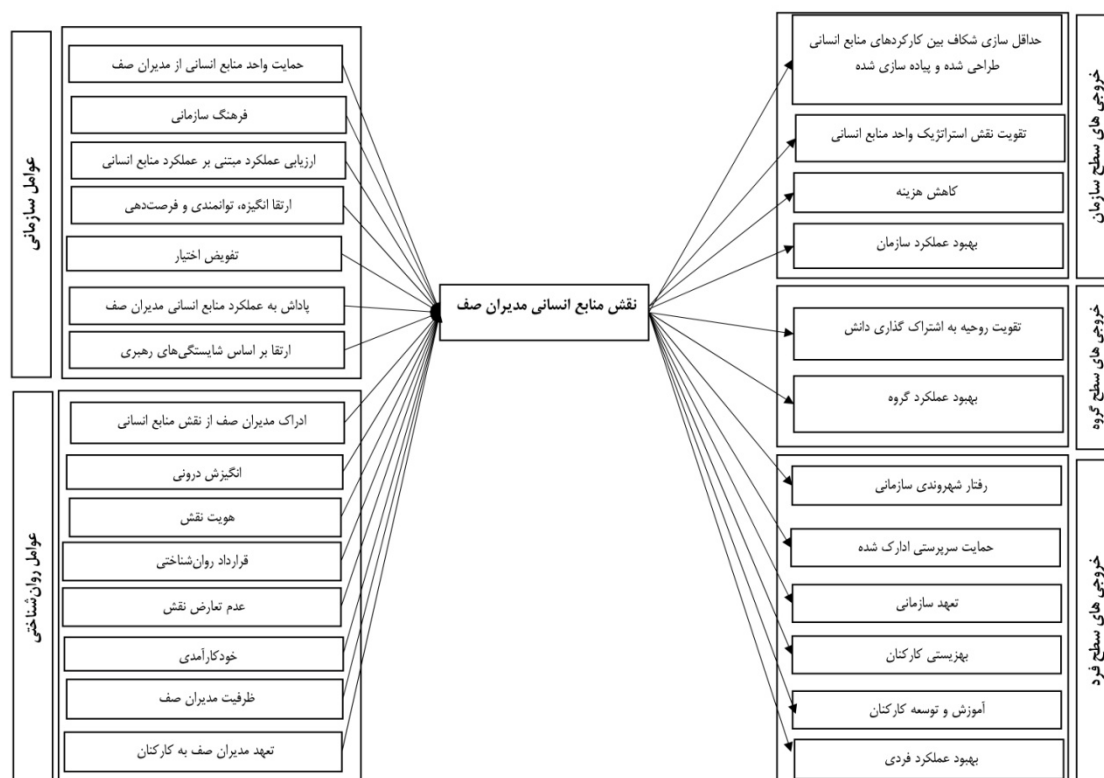 عوامل سازمانی
حمایت واحد منابع انسانی از مدیران صف
فرهنگ سازمانی
ارزیابی عملکرد مبتنی بر عملکرد منابع انسانی
ارتقا انگیزه، توانمندی و فرصت‌دهی
تفویض اختیار
پاداش به عملکرد منابع انسانی مدیران صف
ارتقا بر اساس شایستگی‌های رهبری
عوامل روان‌شناختی
ادراک مدیران صف از نقش منابع انسانی
انگیزش درونی
هویت نقش
قرارداد روان‌شناختی
عدم تعارض نقش
خودکارآمدی
ظرفیت مدیران صف
تعهد مدیران صف به کارکنان
نقش منابع انسانی مدیران صف
خروجی های سطح سازمان
حداقل سازی شکاف بین کارکردهای منابع انسانی
طراحی شده و پیاده سازی شده
تقویت نقش استراتژیک واحد منابع انسانی
کاهش هزینه
بهبود عملکرد سازمان
خروجی های سطح گروه
تقویت روحیه به اشتراک گذاری دانش
بهبود عملکرد گروه
خروجی های سطح فرد
رفتار شهروندی سازمانی
حمایت سرپرستی ادارک شده
تعهد سازمانی
بهزیستی کارکنان
آموزش و توسعه کارکنان
بهبود عملکرد فردی